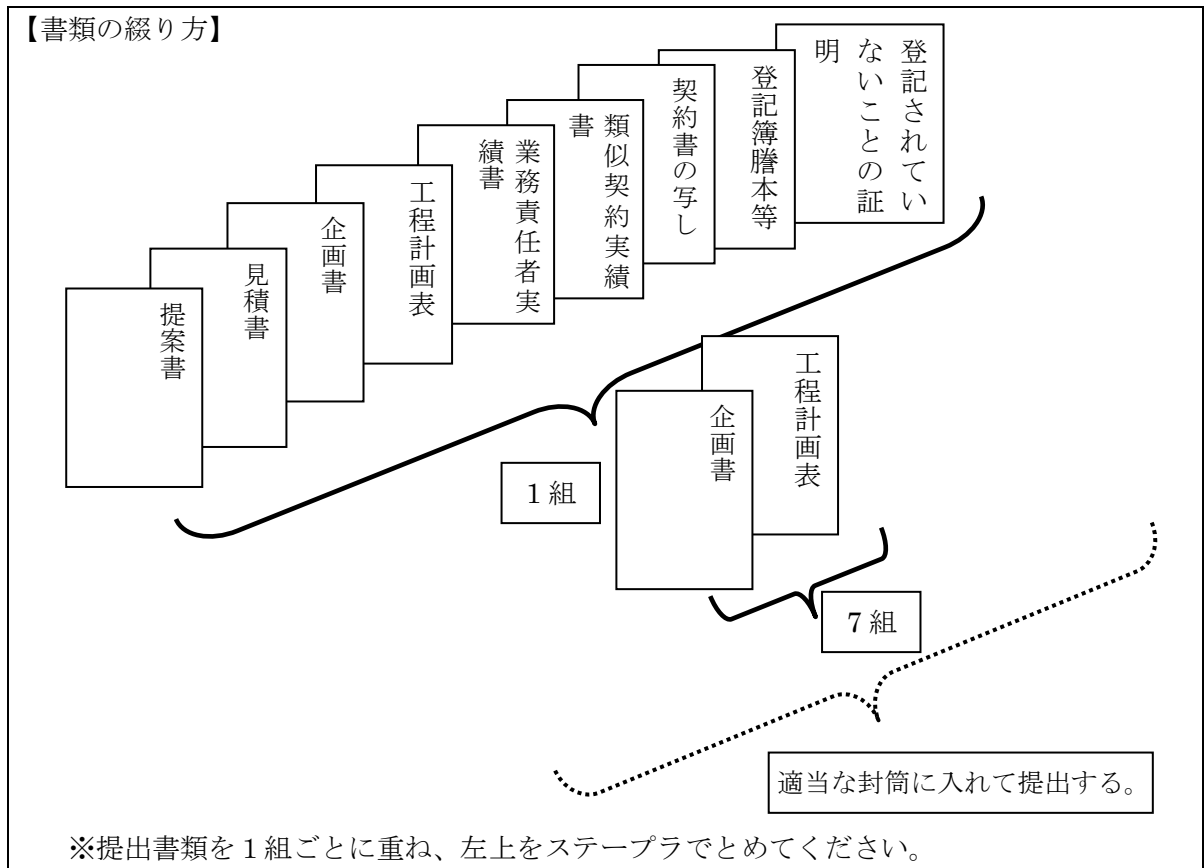 【書類の綴り方】
提案書
見積書
企画書
工程計画表
業務責任者実
績書
類似契約実績
書
契約書の写し
登記簿謄本等
登記されてい
ないことの証
明
1組
企画書
工程計画表
7組
適当な封筒に入れて提出する。
※提出書類を1組ごとに重ね、左上をステープラでとめてください。